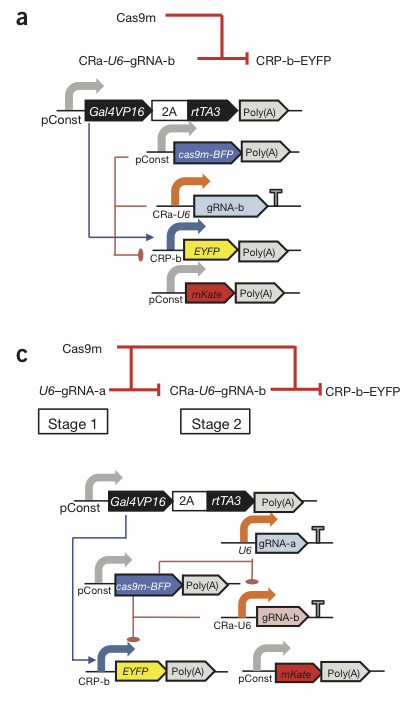 a
Cas9m
CRa-U6–gRNA-b
CRP-b–EYFP
pConst
Gal4VP16
2A
rtTA3
Poly(A)
pConst
cas9m-BFP
Poly(A)
CRa-U6
gRNA-b
CRP-b
EYFP
Poly(A)
pConst
mKate
Poly(A)
c
Cas9m
U6–gRNA-a
CRa-U6–gRNA-b
CRP-b–EYFP
Stage 1
Stage 2
pConst
Gal4VP16
2A
rtTA3
Poly(A)
U6
gRNA-a
pConst
cas9m-BFP
Poly(A)
CRa-U6
gRNA-b
CRP-b
EYFP
Poly(A)
pConst
mKate
Poly(A)